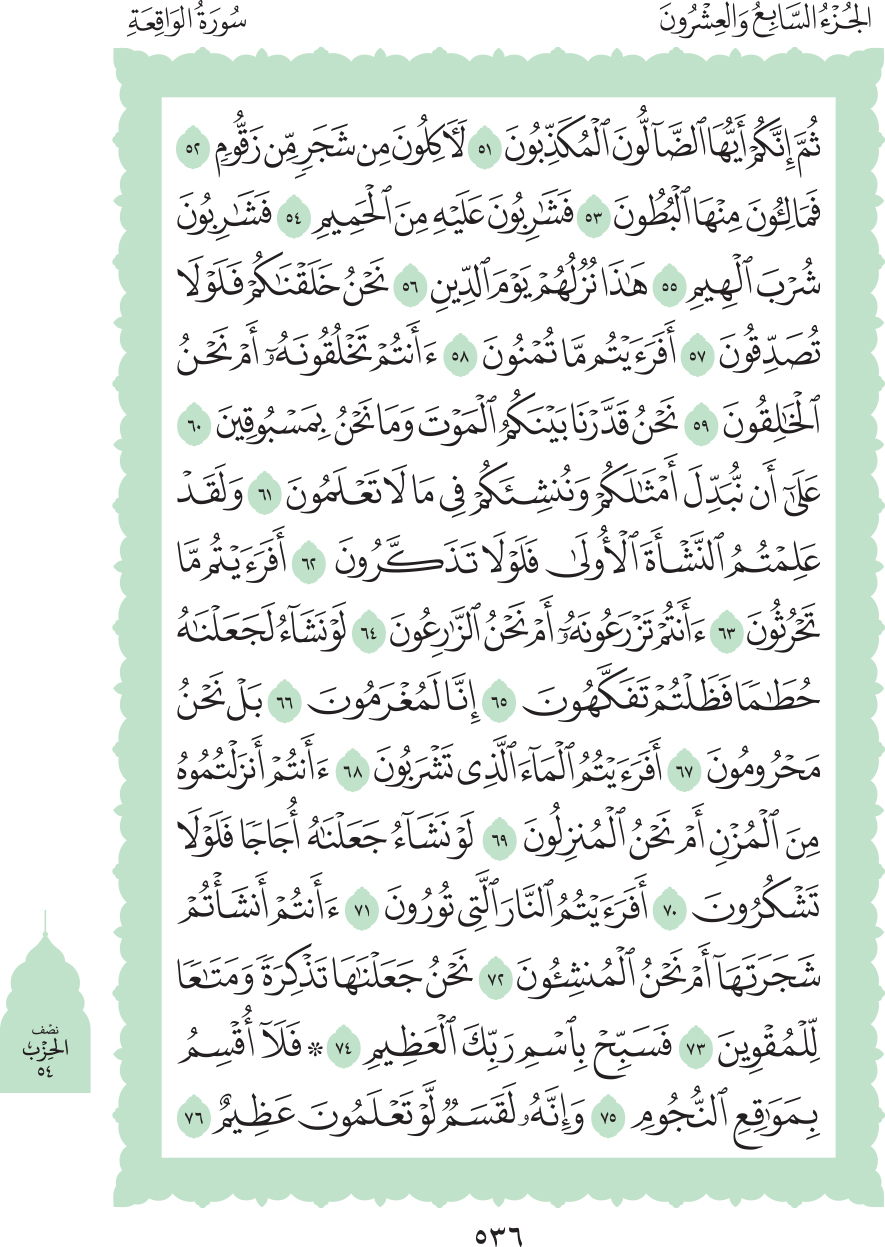 الجُزْءُ السَّابِعُ وَالعِشْرُونَ
سُورَةُ الوَاقِعَةِ
ثُمَّ إِنَّكُمْ أَيُّهَا ٱلضَّآلُّونَ ٱلْمُكَذِّبُونَ ٥١ لَأَكِلُونَ مِن شَجَرٍ مِّن زَقُّومٍ ٥٢
فَمَالِـُٔونَ مِنْهَا ٱلْبُطُونَ ٥٣ فَشَٰرِبُونَ عَلَيْهِ مِنَ ٱلْحَمِيمِ ٥٤ فَشَٰرِبُونَ
شُرْبَ ٱلْهِيمِ ٥٥ هَٰذَا نُزُلُهُمْ يَوْمَ ٱلدِّينِ ٥٦ نَحْنُ خَلَقْنَٰكُمْ فَلَوْلَا
تُصَدِّقُونَ ٥٧ أَفَرَءَيْتُم مَّا تُمْنُونَ ٥٨ ءَأَنتُمْ تَخْلُقُونَهُۥٓ أَمْ نَحْنُ
ٱلْخَٰلِقُونَ ٥٩ نَحْنُ قَدَّرْنَا بَيْنَكُمُ ٱلْمَوْتَ وَمَا نَحْنُ بِمَسْبُوقِينَ ٦٠
عَلَىٰٓ أَن نُّبَدِّلَ أَمْثَٰلَكُمْ وَنُنشِئَكُمْ فِى مَا لَا تَعْلَمُونَ ٦١ وَلَقَدْ
عَلِمْتُمُ ٱلنَّشْأَةَ ٱلْأُولَىٰ فَلَوْلَا تَذَكَّرُونَ ٦٢ أَفَرَءَيْتُم مَّا
تَحْرُثُونَ ٦٣ ءَأَنتُمْ تَزْرَعُونَهُۥٓ أَمْ نَحْنُ ٱلزَّٰرِعُونَ ٦٤ لَوْ نَشَآءُ لَجَعَلْنَٰهُ
حُطَٰمًا فَظَلْتُمْ تَفَكَّهُونَ ٦٥ إِنَّا لَمُغْرَمُونَ ٦٦ بَلْ نَحْنُ
مَحْرُومُونَ ٦٧ أَفَرَءَيْتُمُ ٱلْمَآءَ ٱلَّذِى تَشْرَبُونَ ٦٨ ءَأَنتُمْ أَنزَلْتُمُوهُ
مِنَ ٱلْمُزْنِ أَمْ نَحْنُ ٱلْمُنزِلُونَ ٦٩ لَوْ نَشَآءُ جَعَلْنَٰهُ أُجَاجًا فَلَوْلَا
تَشْكُرُونَ ٧٠ أَفَرَءَيْتُمُ ٱلنَّارَ ٱلَّتِى تُورُونَ ٧١ ءَأَنتُمْ أَنشَأْتُمْ
شَجَرَتَهَآ أَمْ نَحْنُ ٱلْمُنشِـُٔونَ ٧٢ نَحْنُ جَعَلْنَٰهَا تَذْكِرَةً وَمَتَٰعًا
لِّلْمُقْوِينَ ٧٣ فَسَبِّحْ بِٱسْمِ رَبِّكَ ٱلْعَظِيمِ ٧٤ * فَلَآ أُقْسِمُ
بِمَوَٰقِعِ ٱلنُّجُومِ ٧٥ وَإِنَّهُۥ لَقَسَمٌ لَّوْ تَعْلَمُونَ عَظِيمٌ ٧٦
نصف
الحِزْب
٥٤
٥٣٦